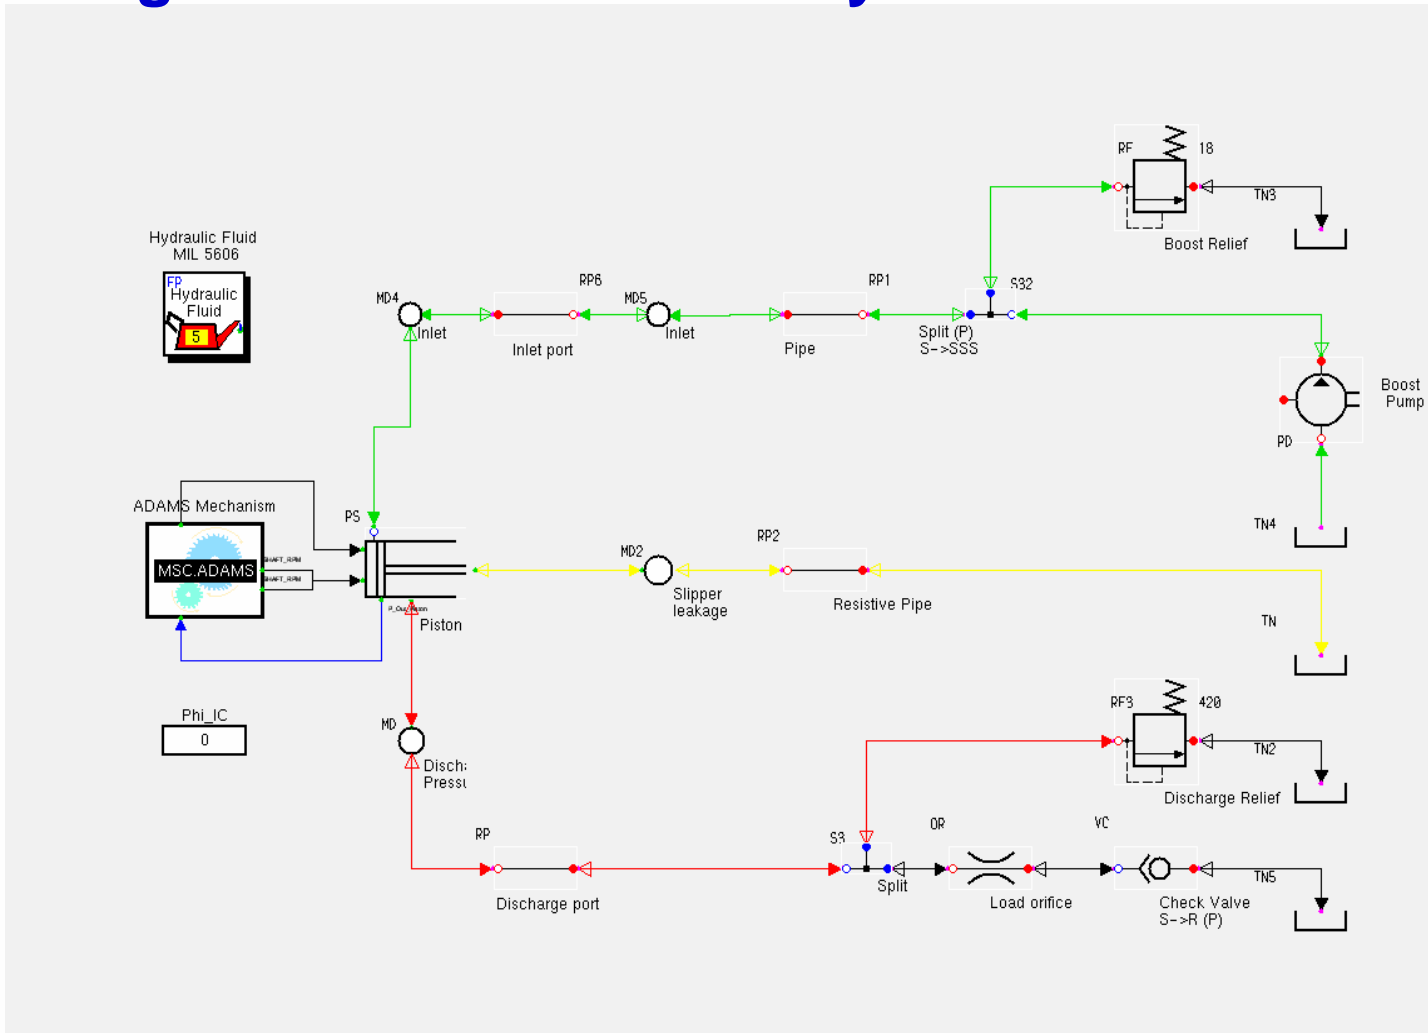 RF
18
TN3
Boost Relief
Hydraulic Fluid
MIL 5606
FP
Hydraulic
Fluid
5
MD4
Inlet
RP6
Inlet port
MD5
Inlet
RP1
Pipe
S32
Split (P)
S->SSS
Boost
Pump
PD
TN4
ADAMS Mechanism
MSC.ADAMS
SHAFT_RPM
SHAFT_RPM
PS
Piston
MD2
Slipper
leakage
RP2
Resistive Pipe
TN
Phi_IC
0
MD
RF3
420
TN2
Discharge Relief
RP
Discharge port
S3
Split
OR
Load orifice
VC
Check Valve
S->R (P)
TN5